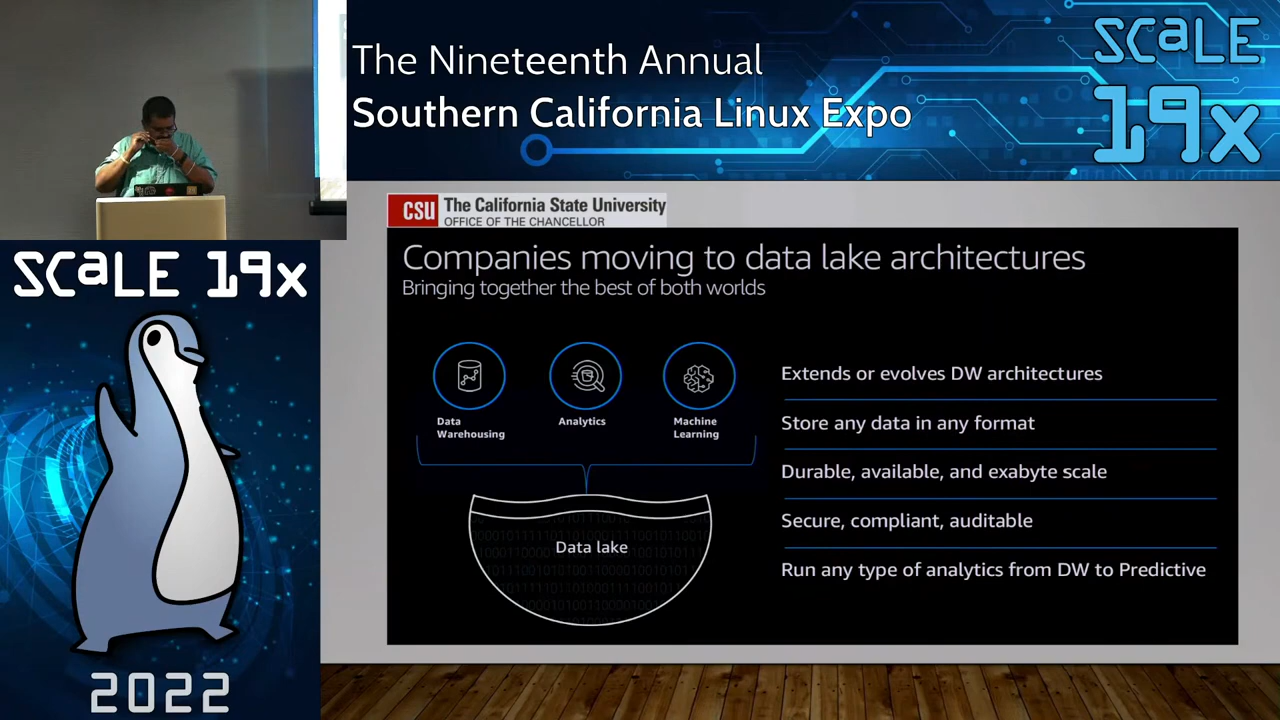 The Nineteenth Annual
Southern California Linux Expo
SCaLE
19x
SCaLE 19x
2022
CSU The California State University
OFFICE OF THE CHANCELLOR
Companies moving to data lake architectures
Bringing together the best of both worlds
Data
Warehousing
Analytics
Machine
Learning
Data lake
Extends or evolves DW architectures
Store any data in any format
Durable, available, and exabyte scale
Secure, compliant, auditable
Run any type of analytics from DW to Predictive